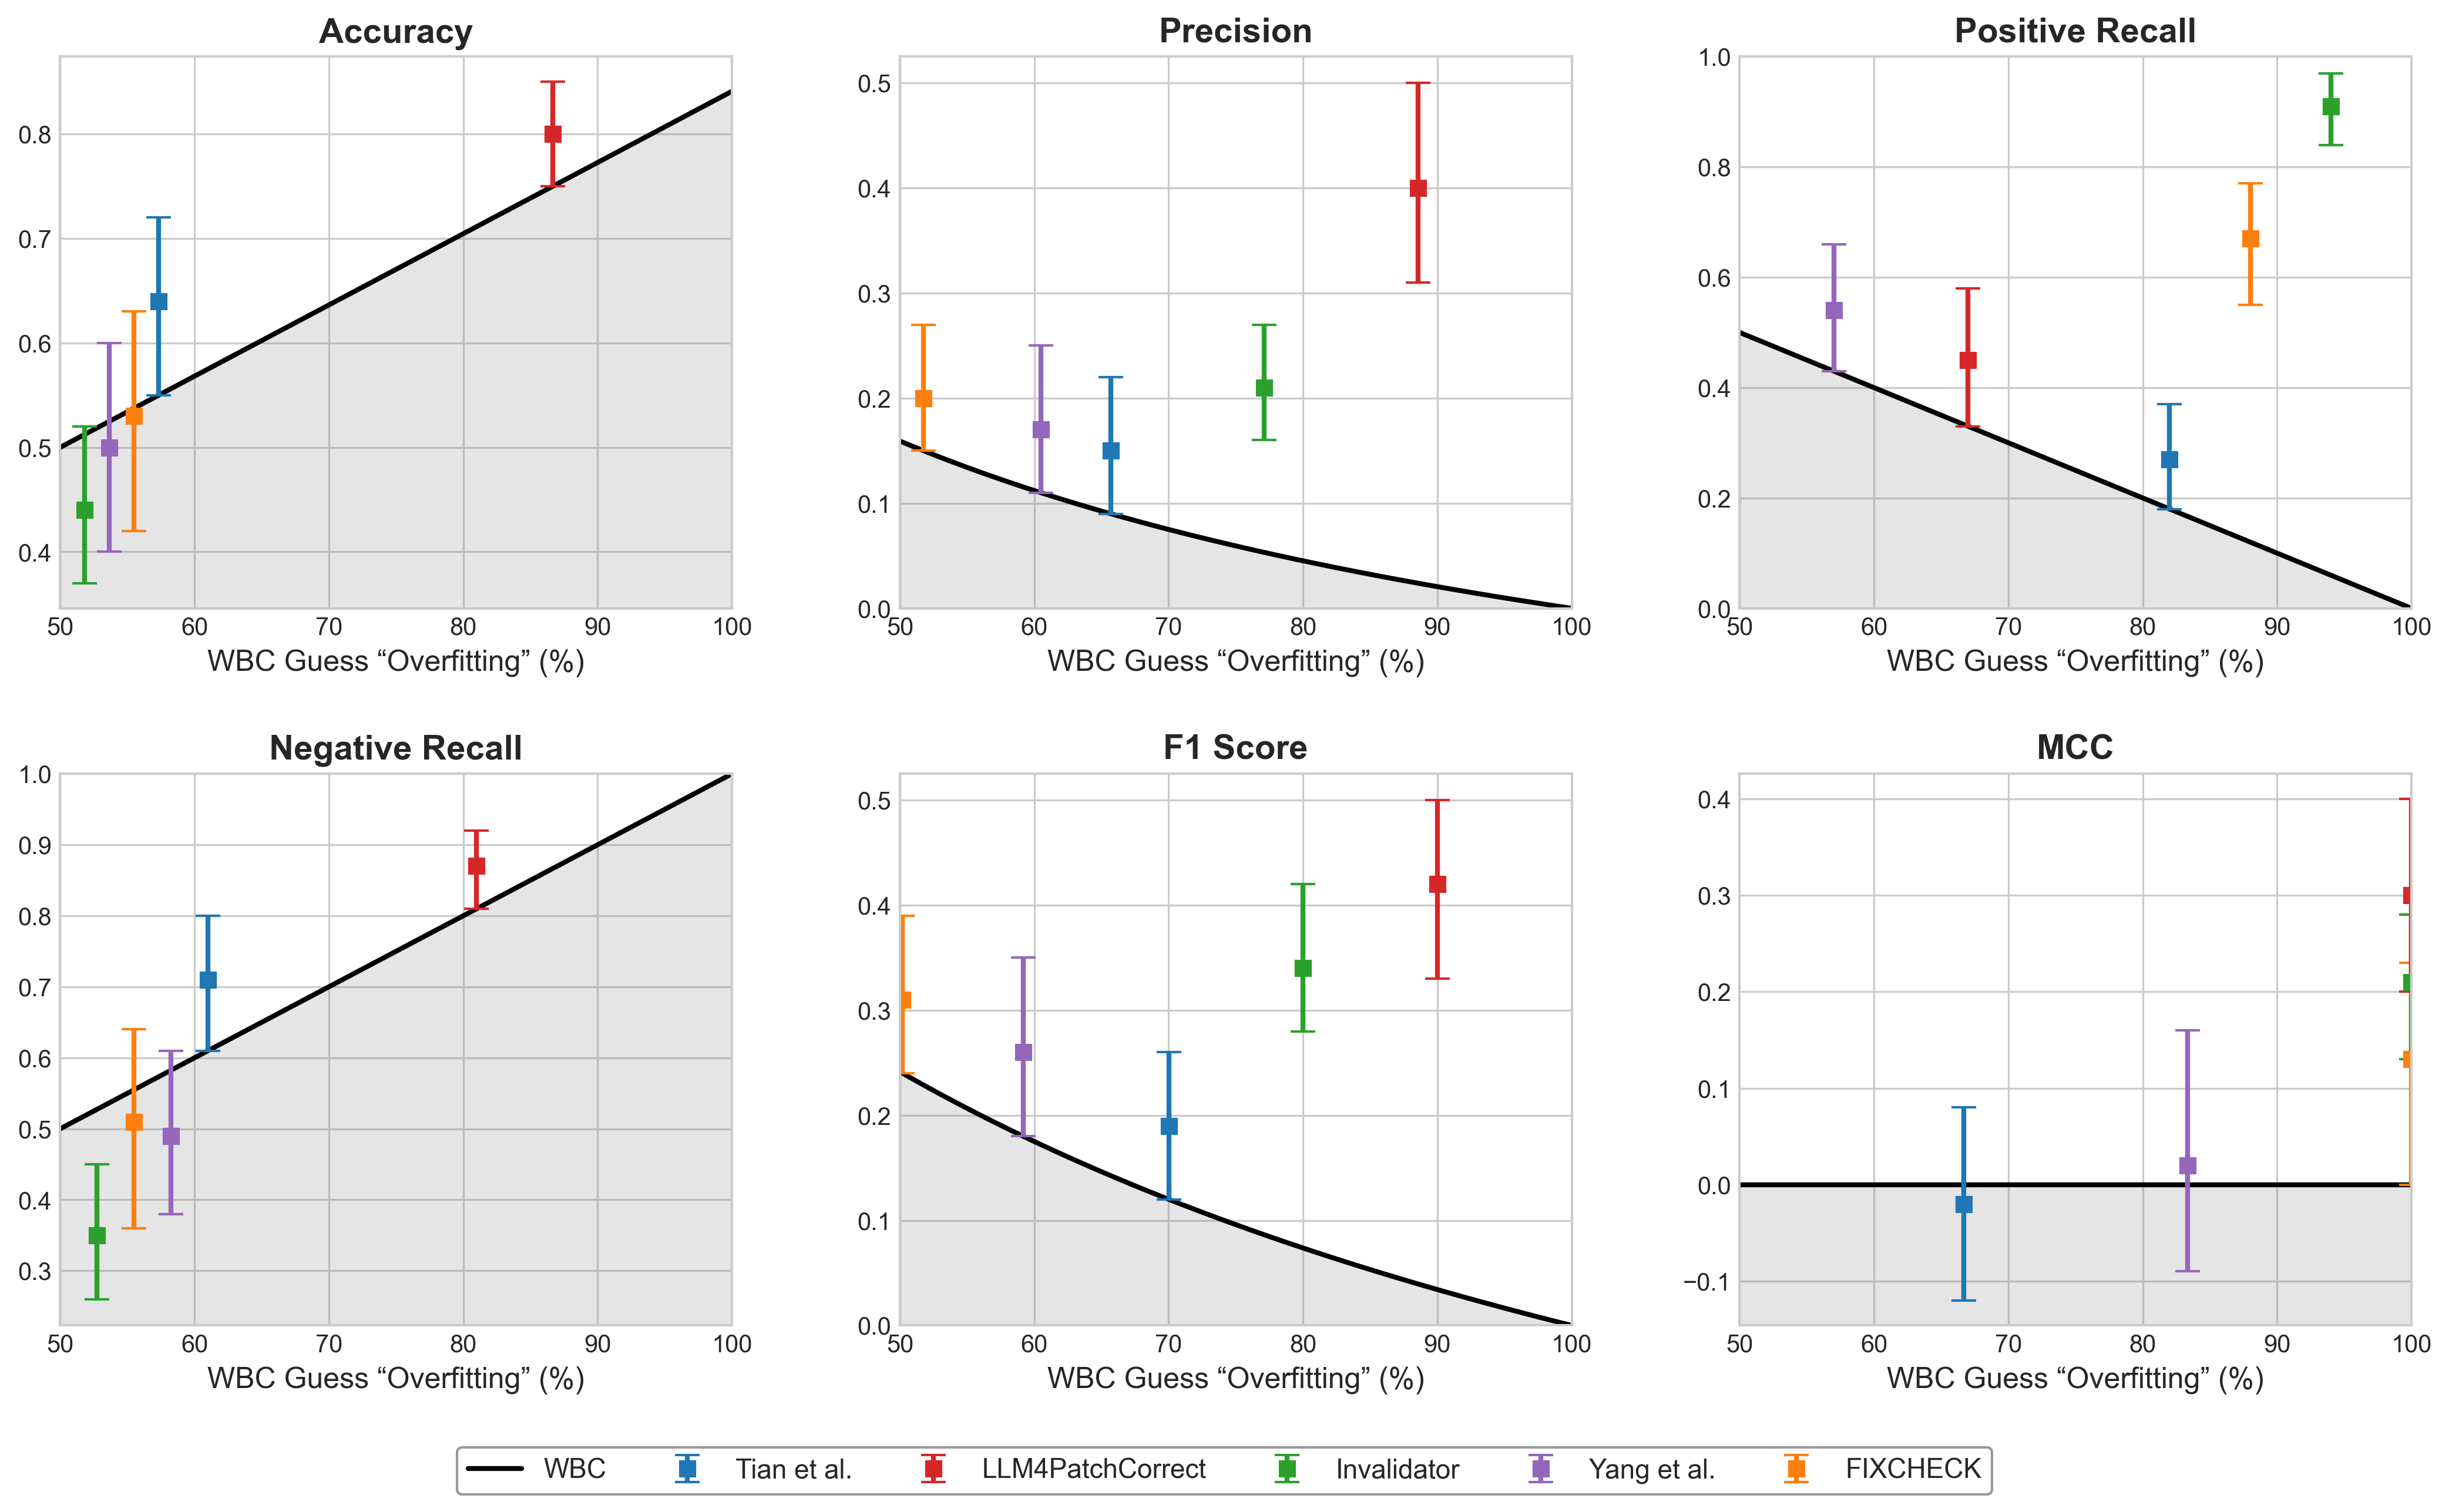 Accuracy
0.8
0.7
0.6
0.5
0.4
50 60 70 80 90 100
WBC Guess “Overfitting” (%)
Precision
0.5
0.4
0.3
0.2
0.1
0.0
50 60 70 80 90 100
WBC Guess “Overfitting” (%)
Positive Recall
1.0
0.8
0.6
0.4
0.2
0.0
50 60 70 80 90 100
WBC Guess “Overfitting” (%)
Negative Recall
1.0
0.9
0.8
0.7
0.6
0.5
0.4
0.3
50 60 70 80 90 100
WBC Guess “Overfitting” (%)
F1 Score
0.5
0.4
0.3
0.2
0.1
0.0
50 60 70 80 90 100
WBC Guess “Overfitting” (%)
MCC
0.4
0.3
0.2
0.1
0.0
−0.1
50 60 70 80 90 100
WBC Guess “Overfitting” (%)
WBC Tian et al. LLM4PatchCorrect Invalidator Yang et al. FIXCHECK